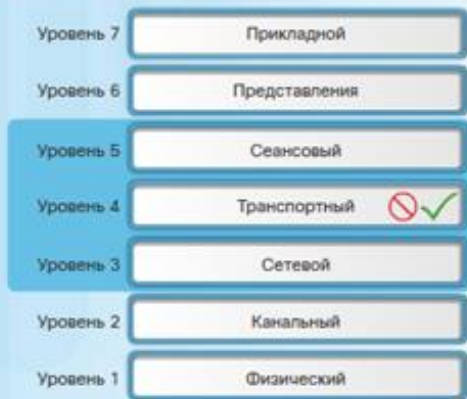 Уровень 7 Прикладной
Уровень 6 Представления
Уровень 5 Сеансовый
Уровень 4 Транспортный
Уровень 3 Сетевой
Уровень 2 Канальный
Уровень 1 Физический